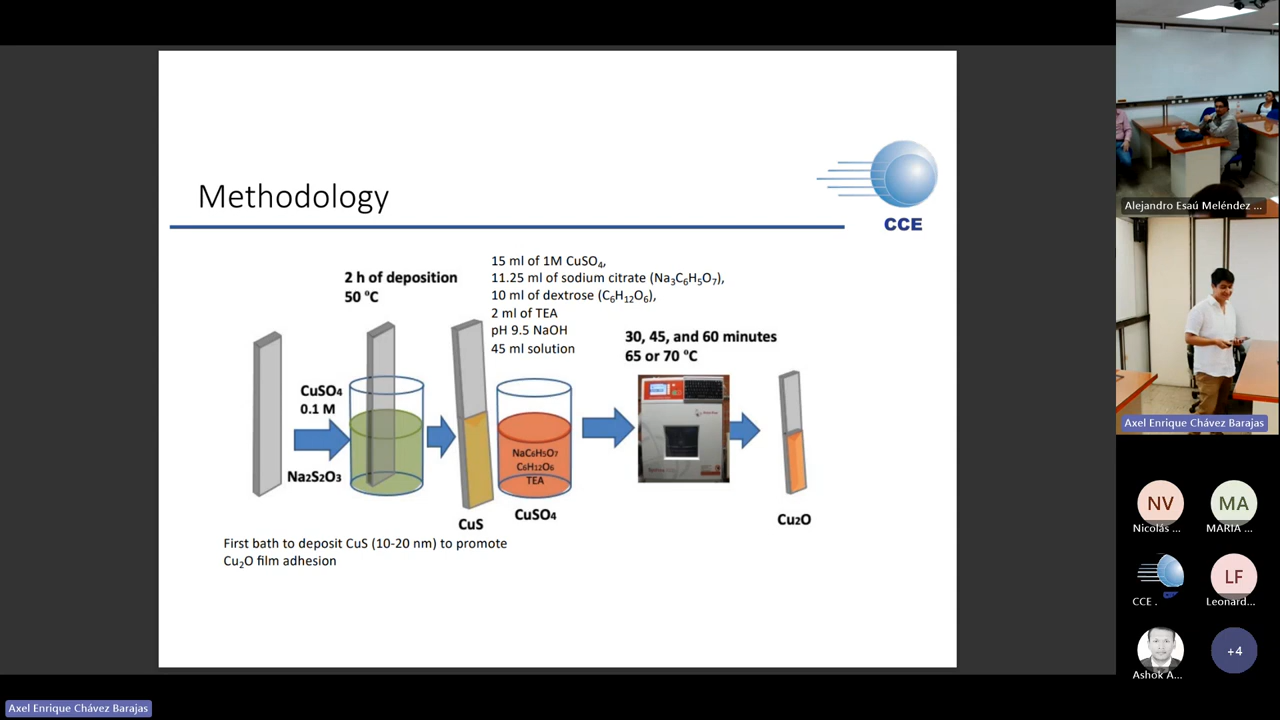 Methodology
CCE
2 h of deposition
50 °C
15 ml of 1M CuSO₄,
11.25 ml of sodium citrate (Na₃C₆H₅O₇),
10 ml of dextrose (C₆H₁₂O₆),
2 ml of TEA
pH 9.5 NaOH
45 ml solution
30, 45, and 60 minutes
65 or 70 °C
CuSO₄
0.1 M
Na₂S₂O₃
NaC₆H₅O₇
C₆H₁₂O₆
TEA
CuS
CuSO₄
Cu₂O
First bath to deposit CuS (10-20 nm) to promote
Cu₂O film adhesion
Alejandro Esaú Meléndez ...
Axel Enrique Chávez Barajas
NV
Nicolás ...
MA
MARIA ...
CCE .
LF
Leonard...
Ashok A...
+4
Axel Enrique Chávez Barajas